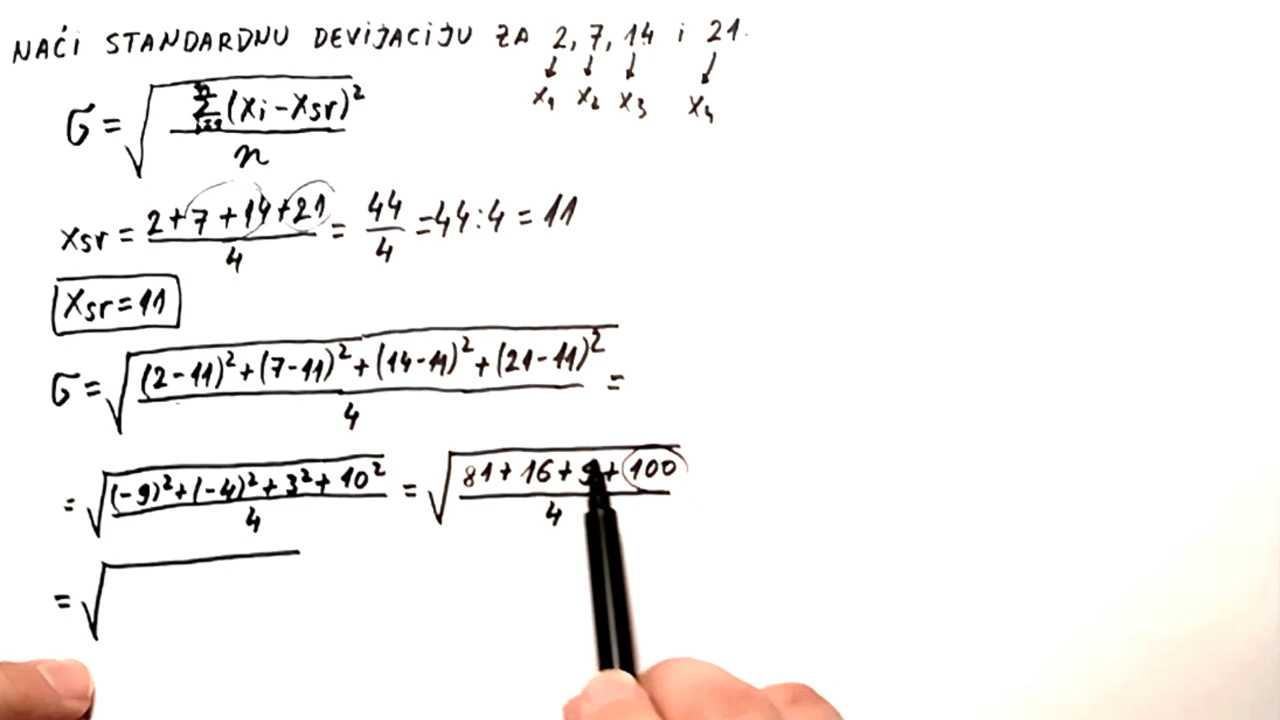 NAĆI STANDARDNU DEVIJACIJU ZA 2, 7, 14 i 21.
x₁ x₂ x₃ x₄
σ = √(∑ᵢ₌₁ⁿ (xi − xsr)² / n)
xsr = (2+7+14+21)/4 = 44/4 = 44:4 = 11
xsr = 11
σ = √(((2−11)² + (7−11)² + (14−11)² + (21−11)²)/4) =
= √(((−9)² + (−4)² + 3² + 10²)/4) = √((81 + 16 + 9 + 100)/4)
= √